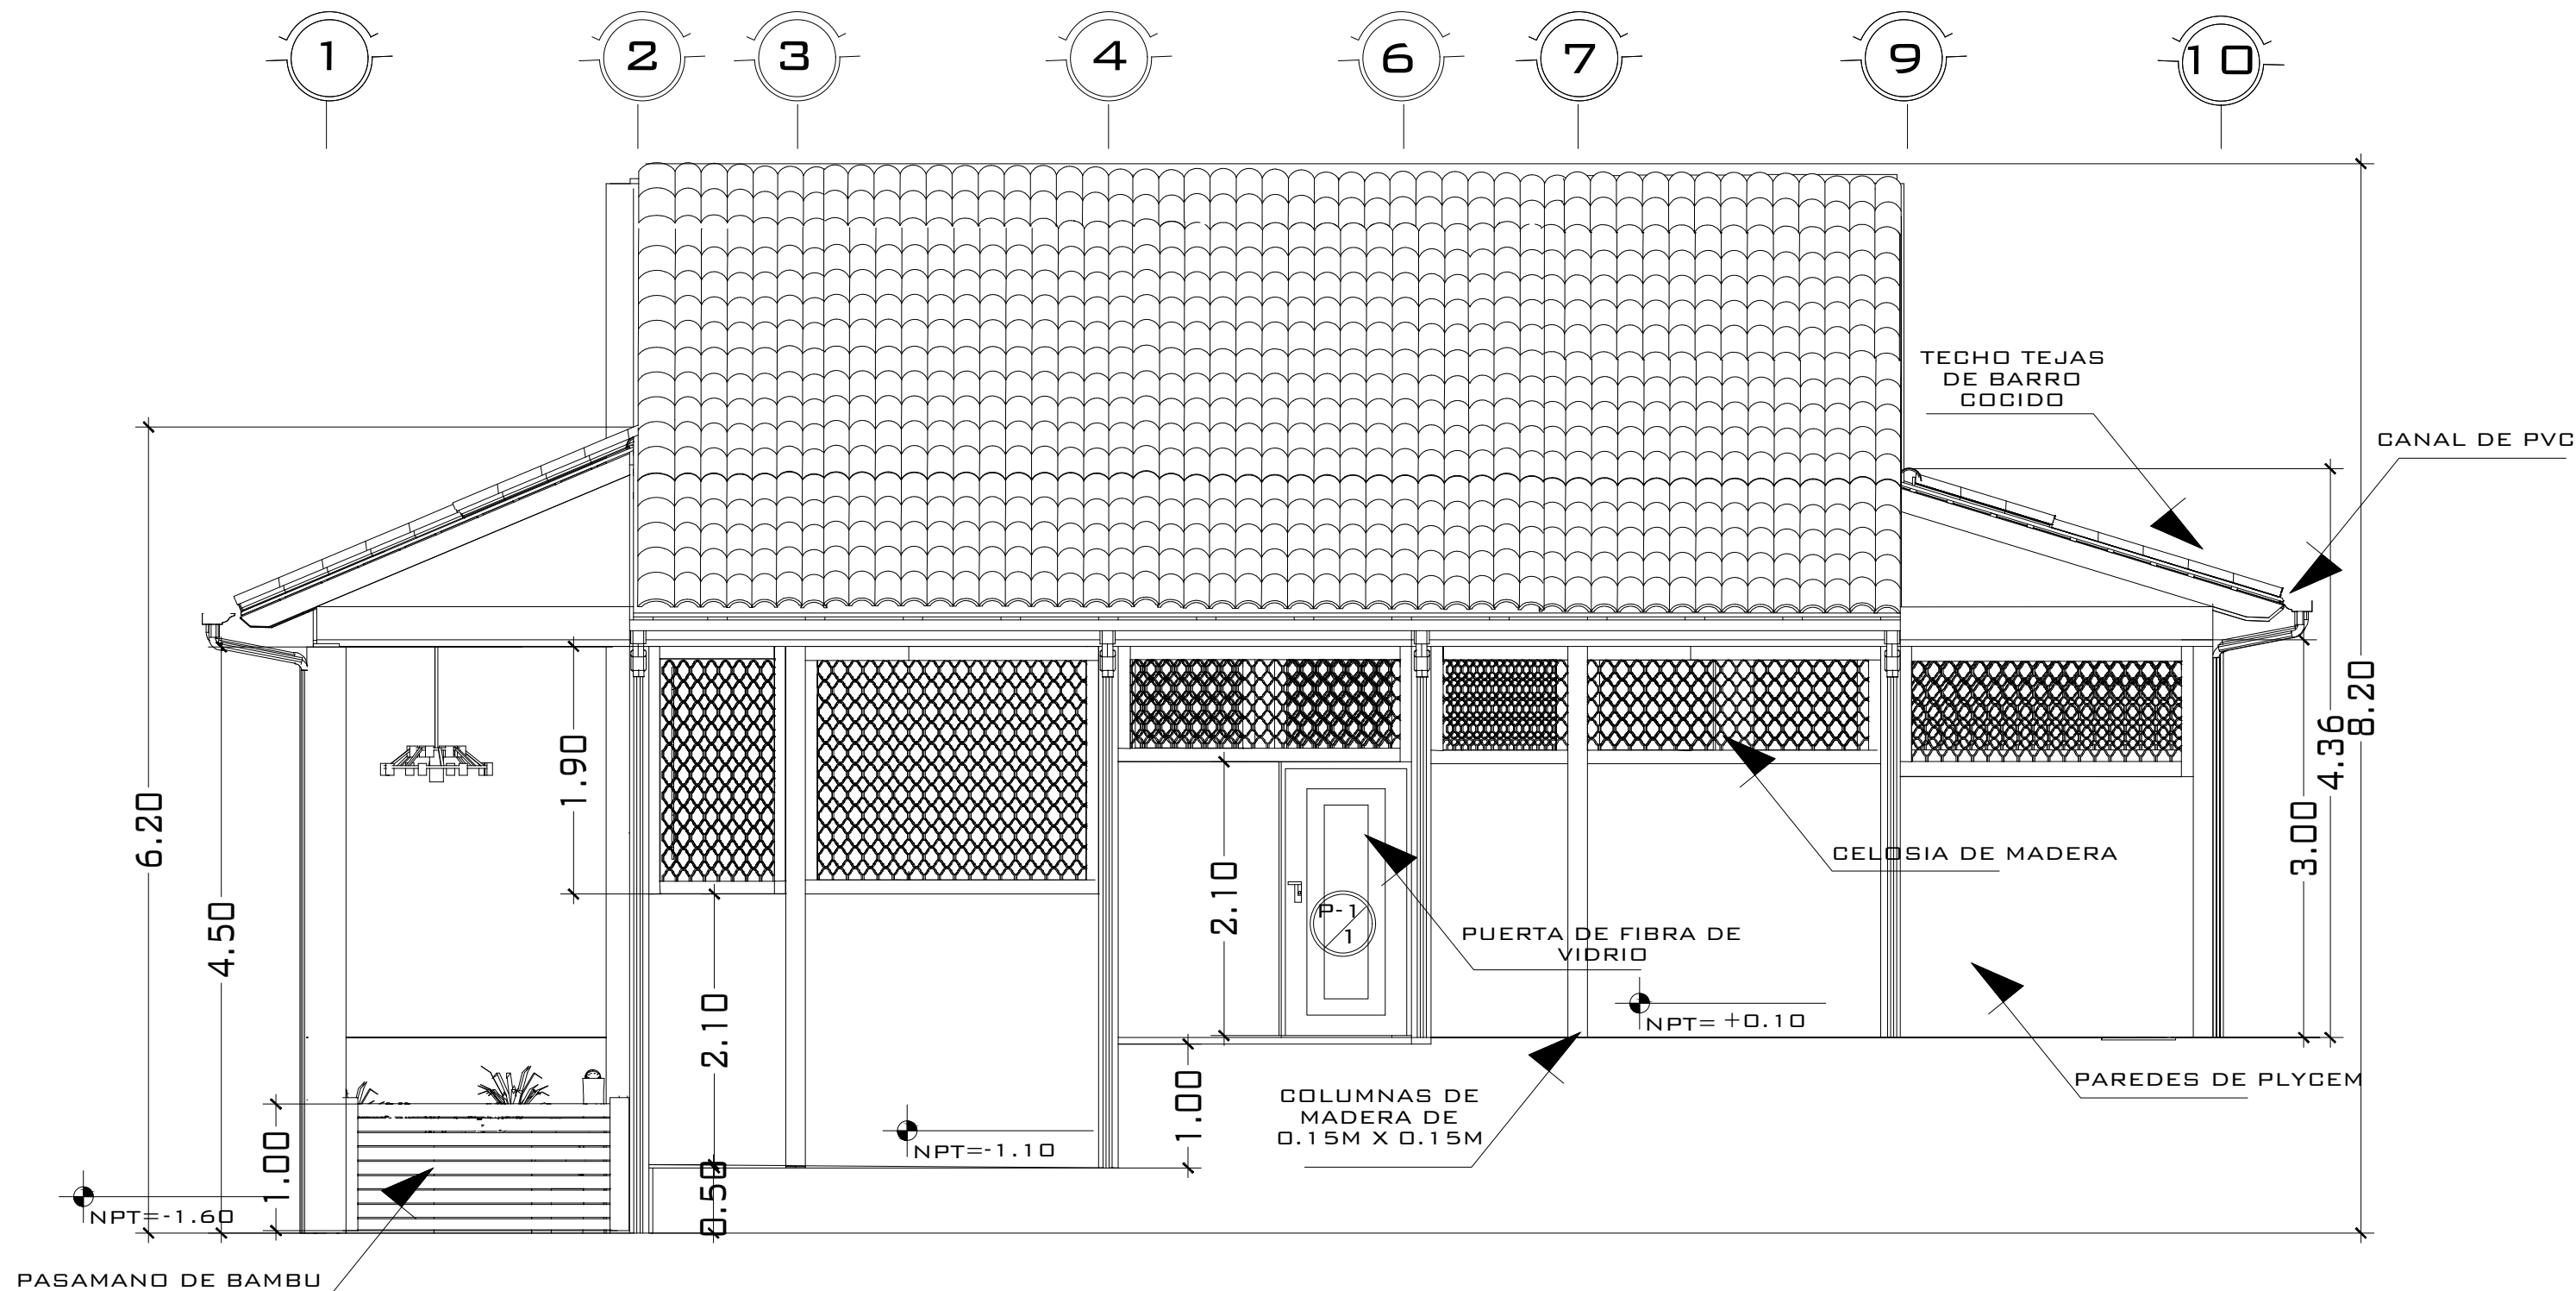 1
2
3
4
6
7
9
10
TECHO TEJAS
DE BARRO
COCIDO
CANAL DE PVC
6.20
4.50
1.90
2.10
2.10
8.20
4.36
3.00
CELOSIA DE MADERA
P-1
1
PUERTA DE FIBRA DE
VIDRIO
NPT= +0.10
COLUMNAS DE
MADERA DE
0.15M X 0.15M
PAREDES DE PLYCEM
1.00
NPT=-1.10
1.00
0.50
NPT=-1.60
PASAMANO DE BAMBU